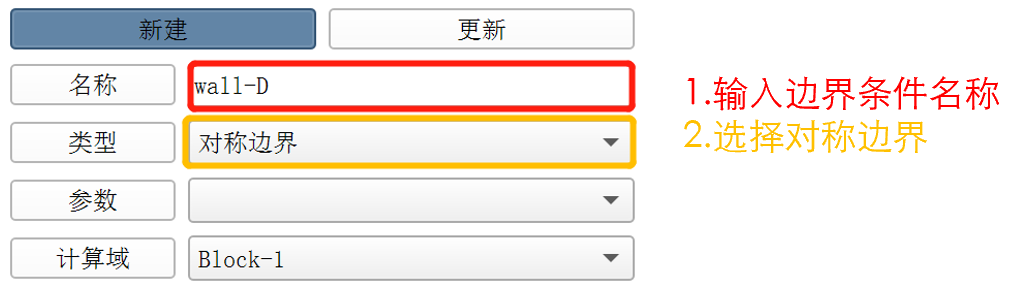 新建 更新
名称 wall-D
类型 对称边界
参数
计算域 Block-1
1.输入边界条件名称
2.选择对称边界